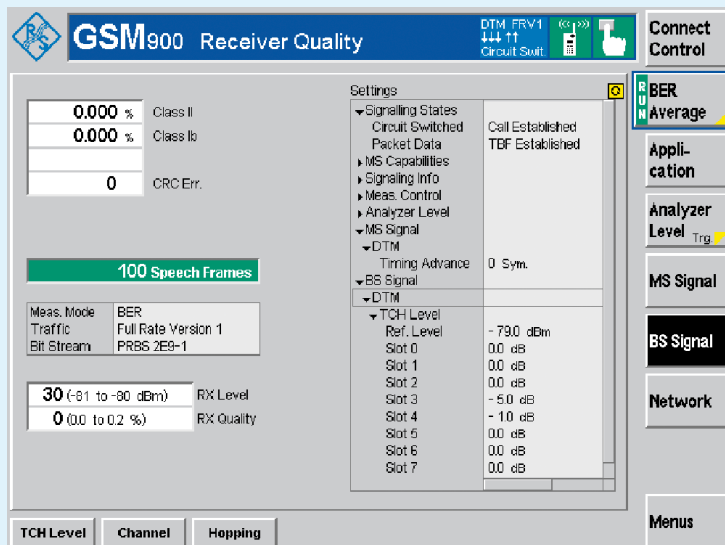 R&S
GSM900 Receiver Quality
DTM FRV1
↓↓↓ ↑↑
Circuit Swit.
Connect
Control
RUN
BER
Average
Appli-
cation
Analyzer
Level Trg.
MS Signal
BS Signal
Network
Menus
0.000 % Class II
0.000 % Class Ib
0 CRC Err.
100 Speech Frames
Meas. Mode BER
Traffic Full Rate Version 1
Bit Stream PRBS 2E9-1
30 (-81 to -80 dBm) RX Level
0 (0.0 to 0.2 %) RX Quality
Settings
Signalling States
Circuit Switched Call Established
Packet Data TBF Established
MS Capabilities
Signaling Info
Meas. Control
Analyzer Level
MS Signal
DTM
Timing Advance 0 Sym.
BS Signal
DTM
TCH Level
Ref. Level - 79.0 dBm
Slot 0 0.0 dB
Slot 1 0.0 dB
Slot 2 0.0 dB
Slot 3 - 5.0 dB
Slot 4 - 1.0 dB
Slot 5 0.0 dB
Slot 6 0.0 dB
Slot 7 0.0 dB
TCH Level Channel Hopping